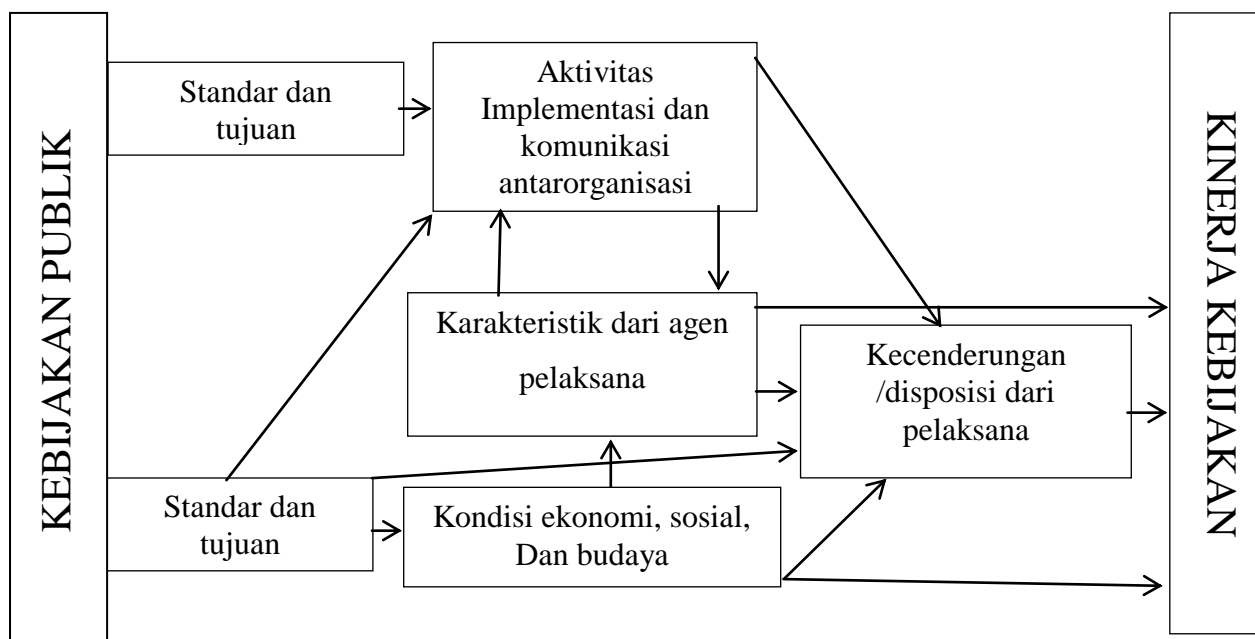 KEBIJAKAN PUBLIK
Standar dan
tujuan
Aktivitas
Implementasi dan
komunikasi
antarorganisasi
Karakteristik dari agen
pelaksana
Kecenderungan
/disposisi dari
pelaksana
Standar dan
tujuan
Kondisi ekonomi, sosial,
Dan budaya
KINERJA KEBIJAKAN